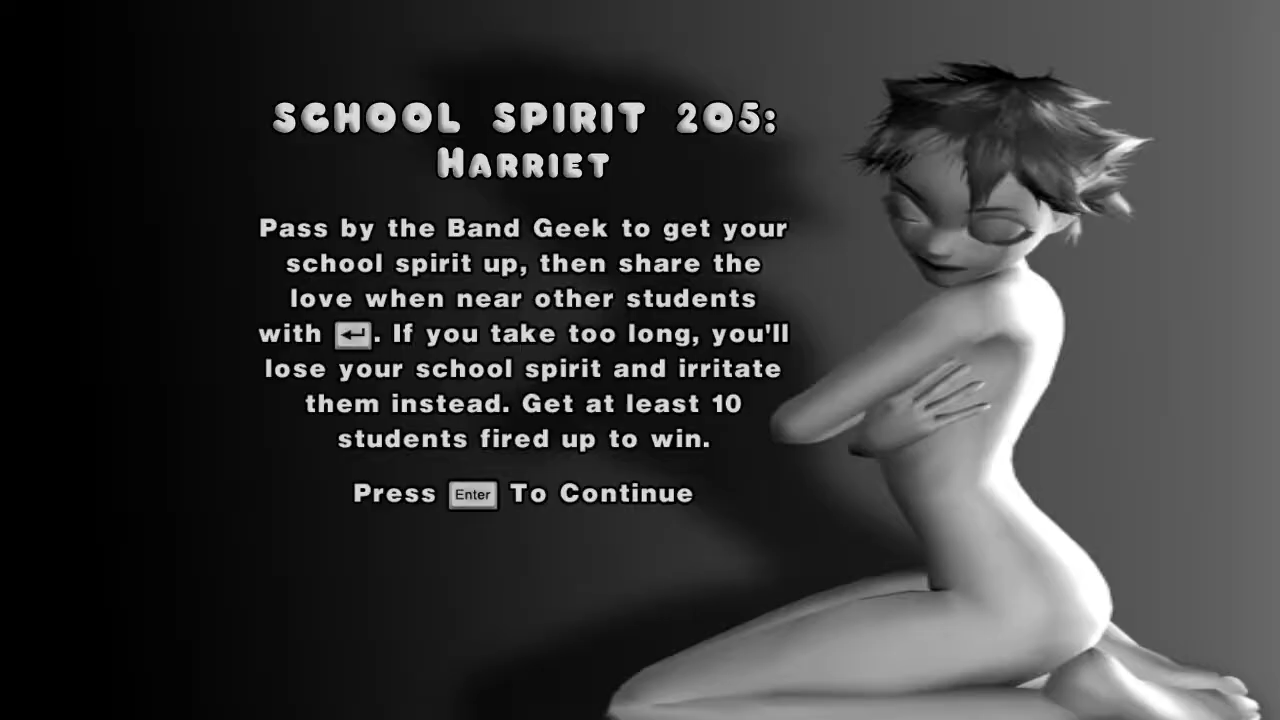 SCHOOL SPIRIT 205:
HARRIET
Pass by the Band Geek to get your
school spirit up, then share the
love when near other students
with ↵. If you take too long, you'll
lose your school spirit and irritate
them instead. Get at least 10
students fired up to win.
Press Enter To Continue